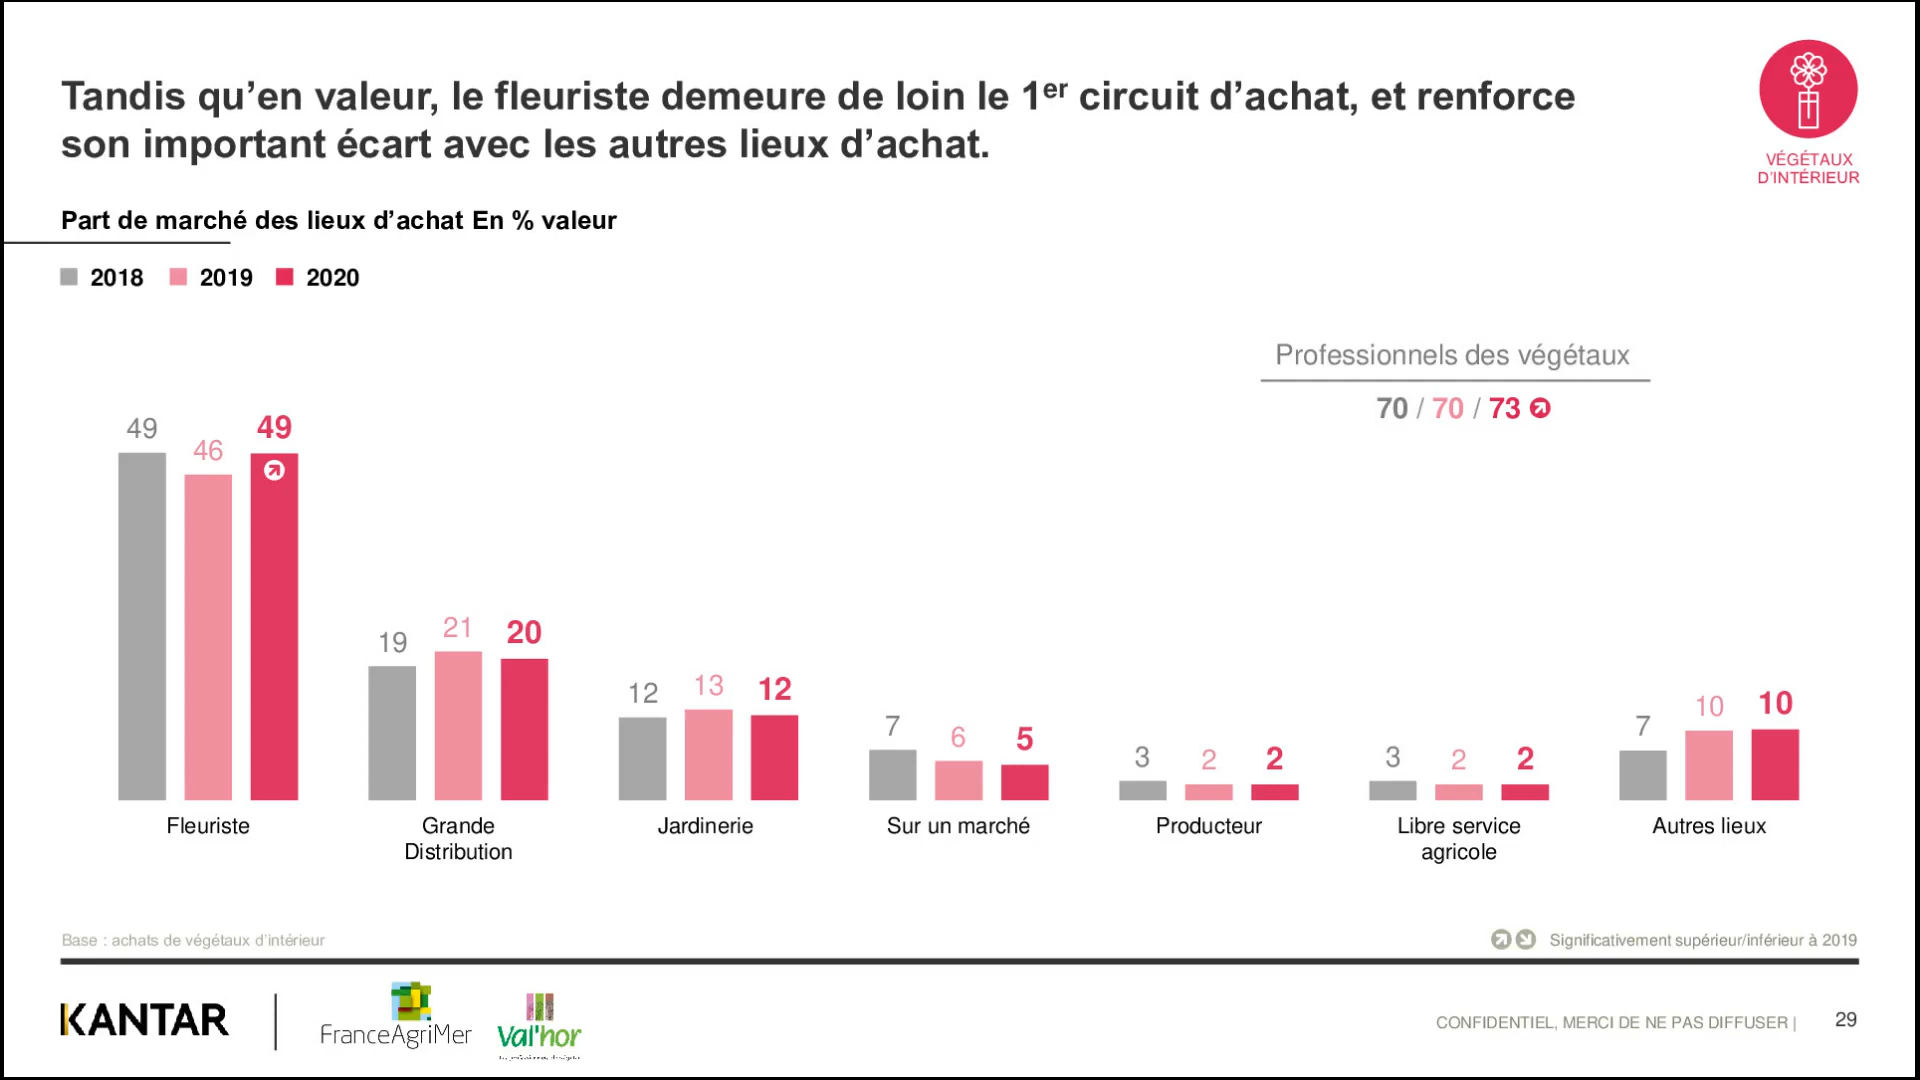 Tandis qu’en valeur, le fleuriste demeure de loin le 1er circuit d’achat, et renforce
son important écart avec les autres lieux d’achat.
VÉGÉTAUX
D’INTÉRIEUR
Part de marché des lieux d’achat En % valeur
2018 2019 2020
Professionnels des végétaux
70 / 70 / 73
49 46 49
19 21 20
12 13 12
7 6 5
3 2 2
3 2 2
7 10 10
Fleuriste
Grande
Distribution
Jardinerie
Sur un marché
Producteur
Libre service
agricole
Autres lieux
Base : achats de végétaux d’intérieur
Significativement supérieur/inférieur à 2019
KANTAR
FranceAgriMer
Val'hor
CONFIDENTIEL, MERCI DE NE PAS DIFFUSER |
29